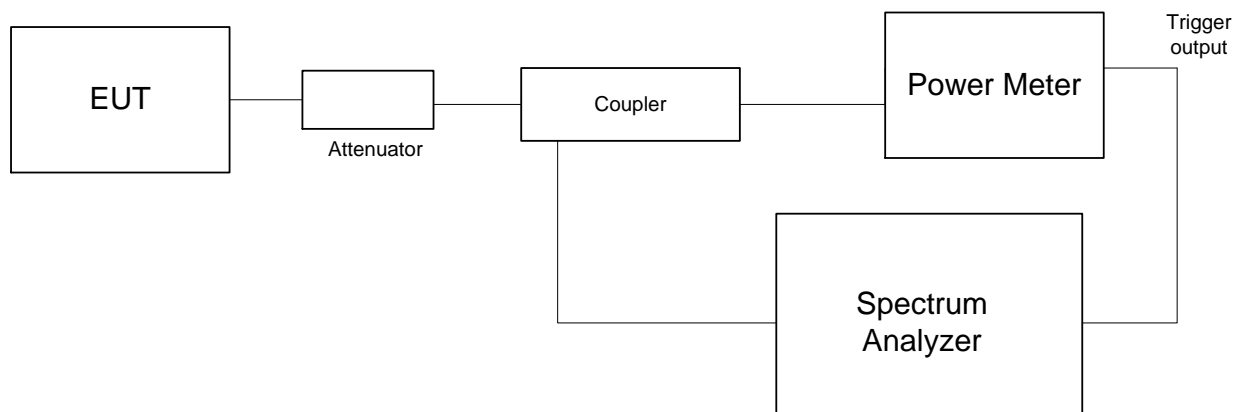 EUT
Attenuator
Coupler
Power Meter
Trigger
output
Spectrum
Analyzer